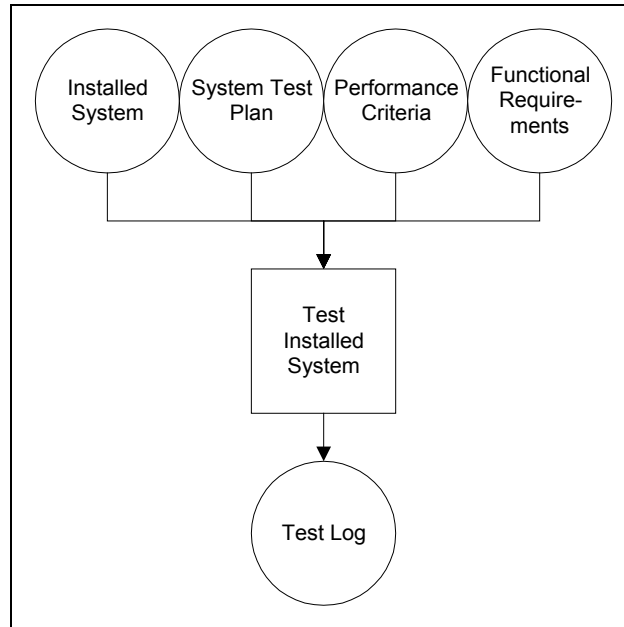 Installed
System
System Test
Plan
Performance
Criteria
Functional
Require-
ments
Test
Installed
System
Test Log